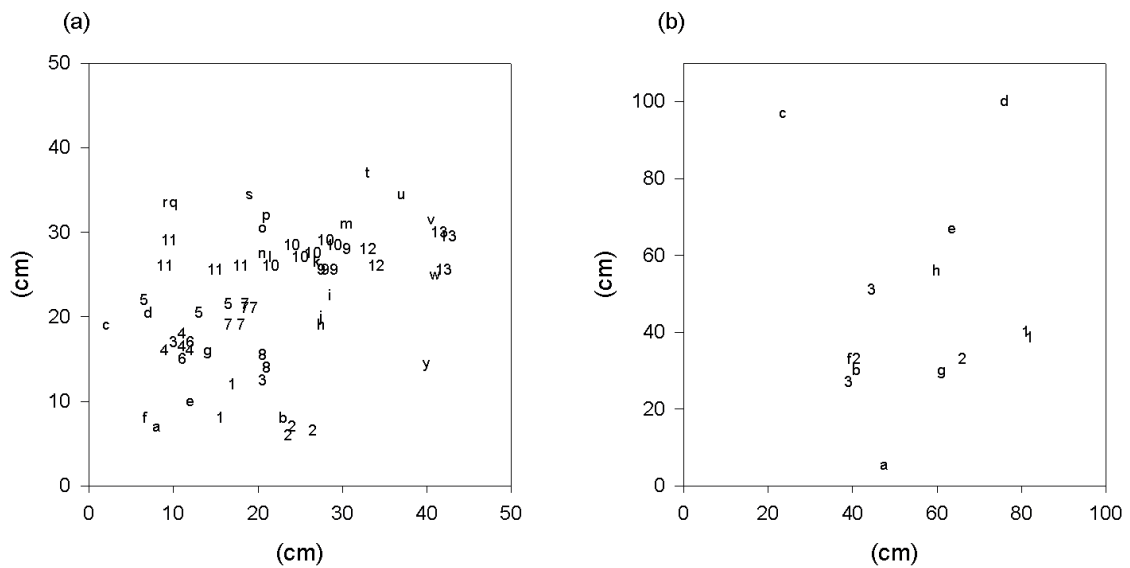 (a)
50
40
30
20
10
0
0 10 20 30 40 50
(cm)
(cm)
t
s u
r q
p v
o m
11 10 13 13
n 10 10 9 12
11 11 11 l 10 10 10 k 9 9 9 12 w 13
i
5 d 5 5 7 7 7
c 7 7 j h
4 3 6 4 4 6 4 g
8 8 y
1 3
e
f a 1 b 2 2 2
(b)
100
80
60
40
20
0
0 20 40 60 80 100
(cm)
(cm)
c d
e
h
3
1 1
f 2 2
b g
3
a